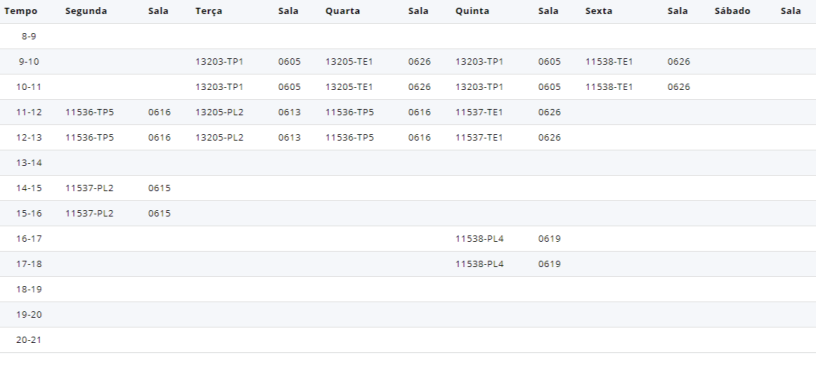 Tempo Segunda Sala Terça Sala Quarta Sala Quinta Sala Sexta Sala Sábado Sala
8-9
9-10 13203-TP1 0605 13205-TE1 0626 13203-TP1 0605 11538-TE1 0626
10-11 13203-TP1 0605 13205-TE1 0626 13203-TP1 0605 11538-TE1 0626
11-12 11536-TP5 0616 13205-PL2 0613 11536-TP5 0616 11537-TE1 0626
12-13 11536-TP5 0616 13205-PL2 0613 11536-TP5 0616 11537-TE1 0626
13-14
14-15 11537-PL2 0615
15-16 11537-PL2 0615
16-17 11538-PL4 0619
17-18 11538-PL4 0619
18-19
19-20
20-21